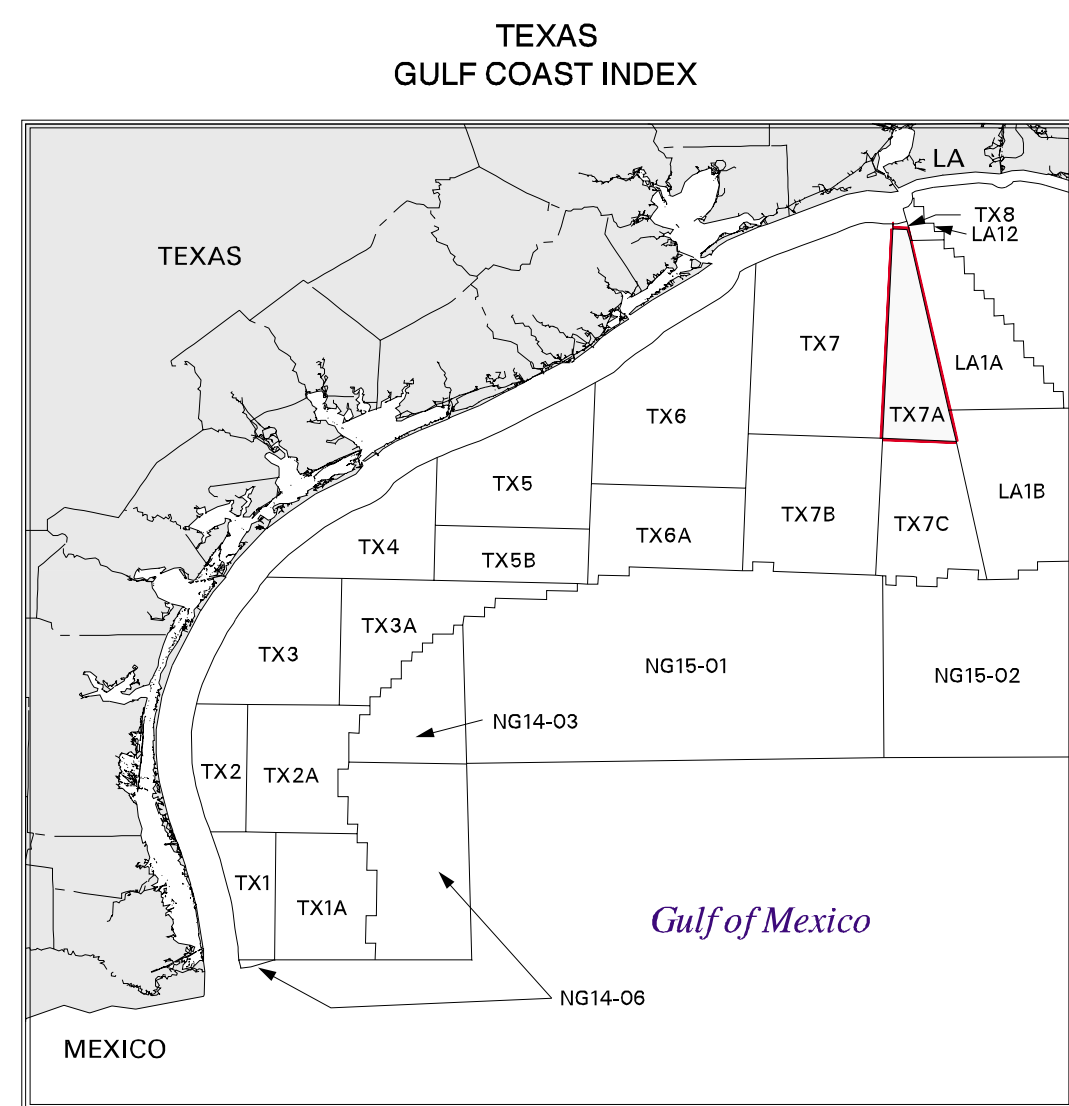 TEXAS
GULF COAST INDEX
LA
TX8
LA12
TEXAS
TX7
LA1A
TX6
TX7A
TX5
LA1B
TX7B
TX7C
TX6A
TX4
TX5B
TX3A
TX3
NG15-01
NG15-02
NG14-03
TX2
TX2A
TX1
TX1A
Gulf of Mexico
NG14-06
MEXICO